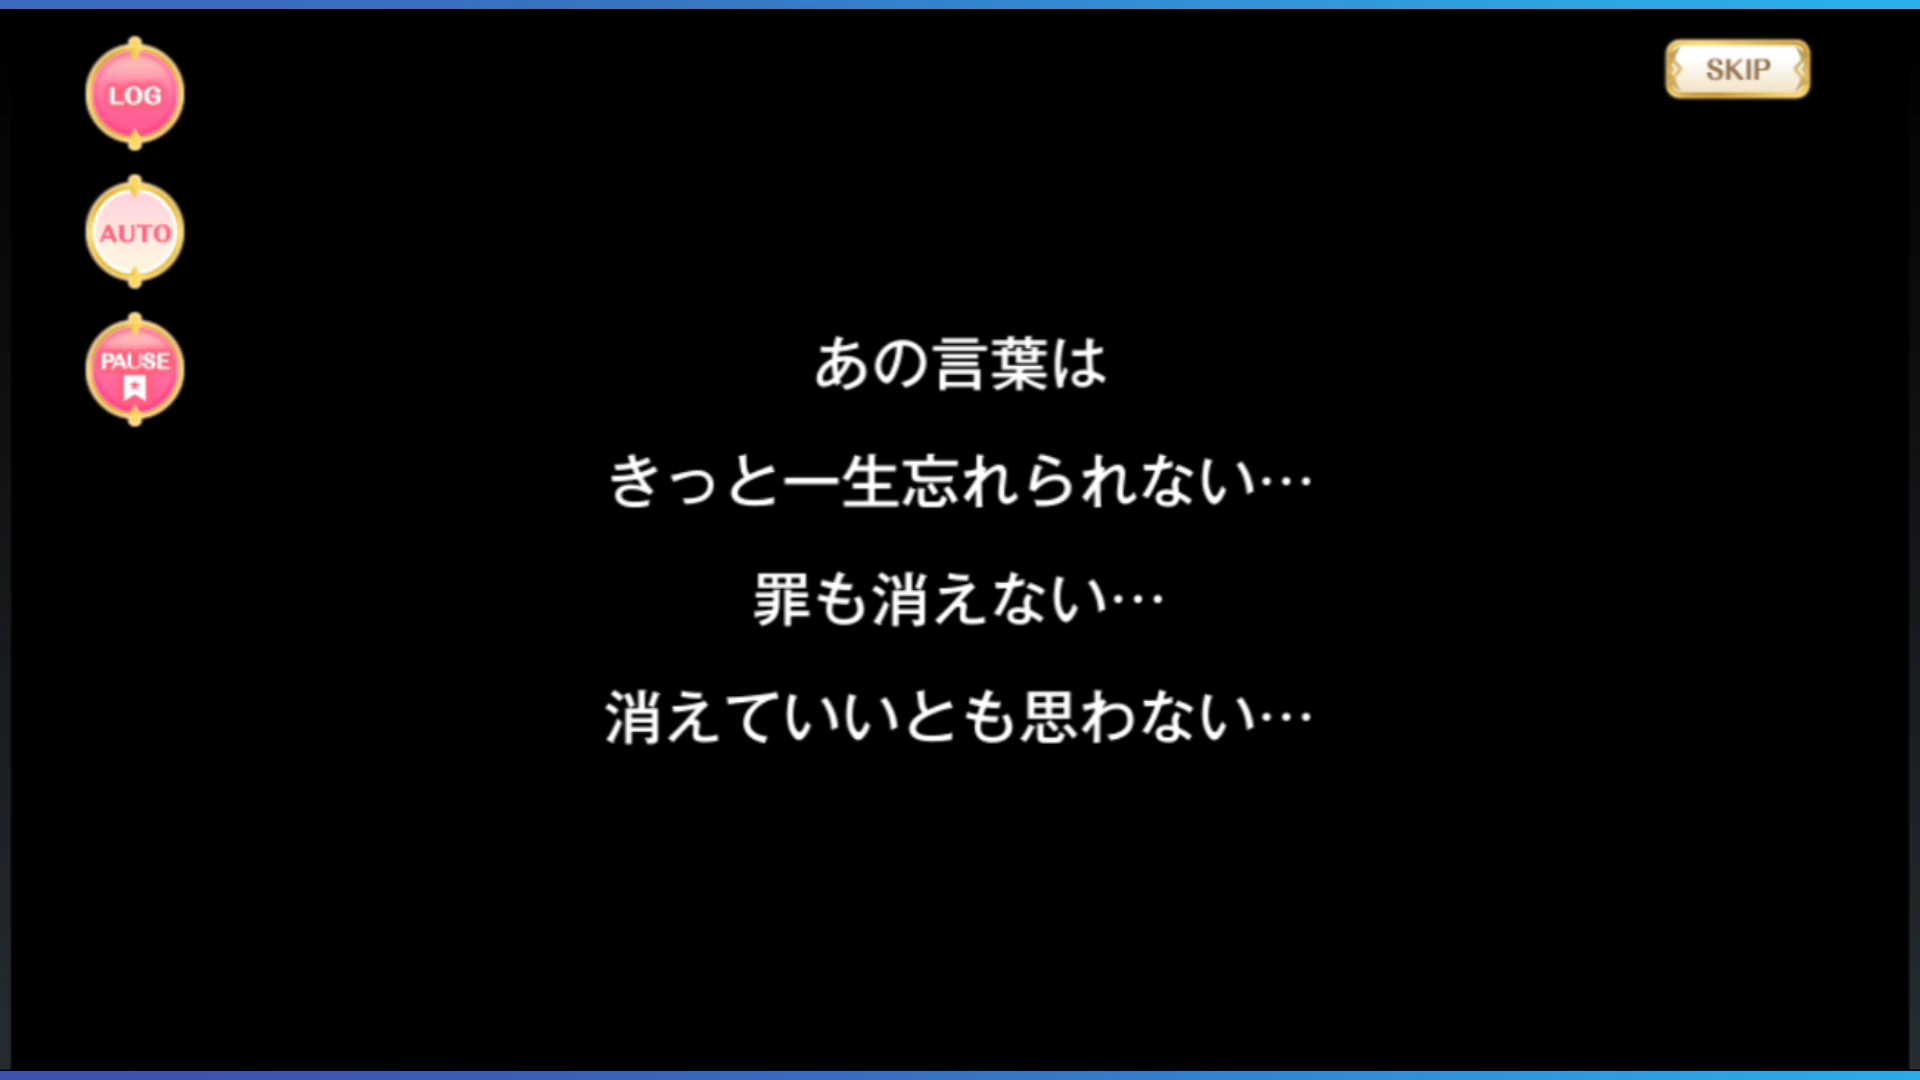 LOG
SKIP
AUTO
PAUSE
あの言葉は
きっと一生忘れられない…
罪も消えない…
消えていいとも思わない…